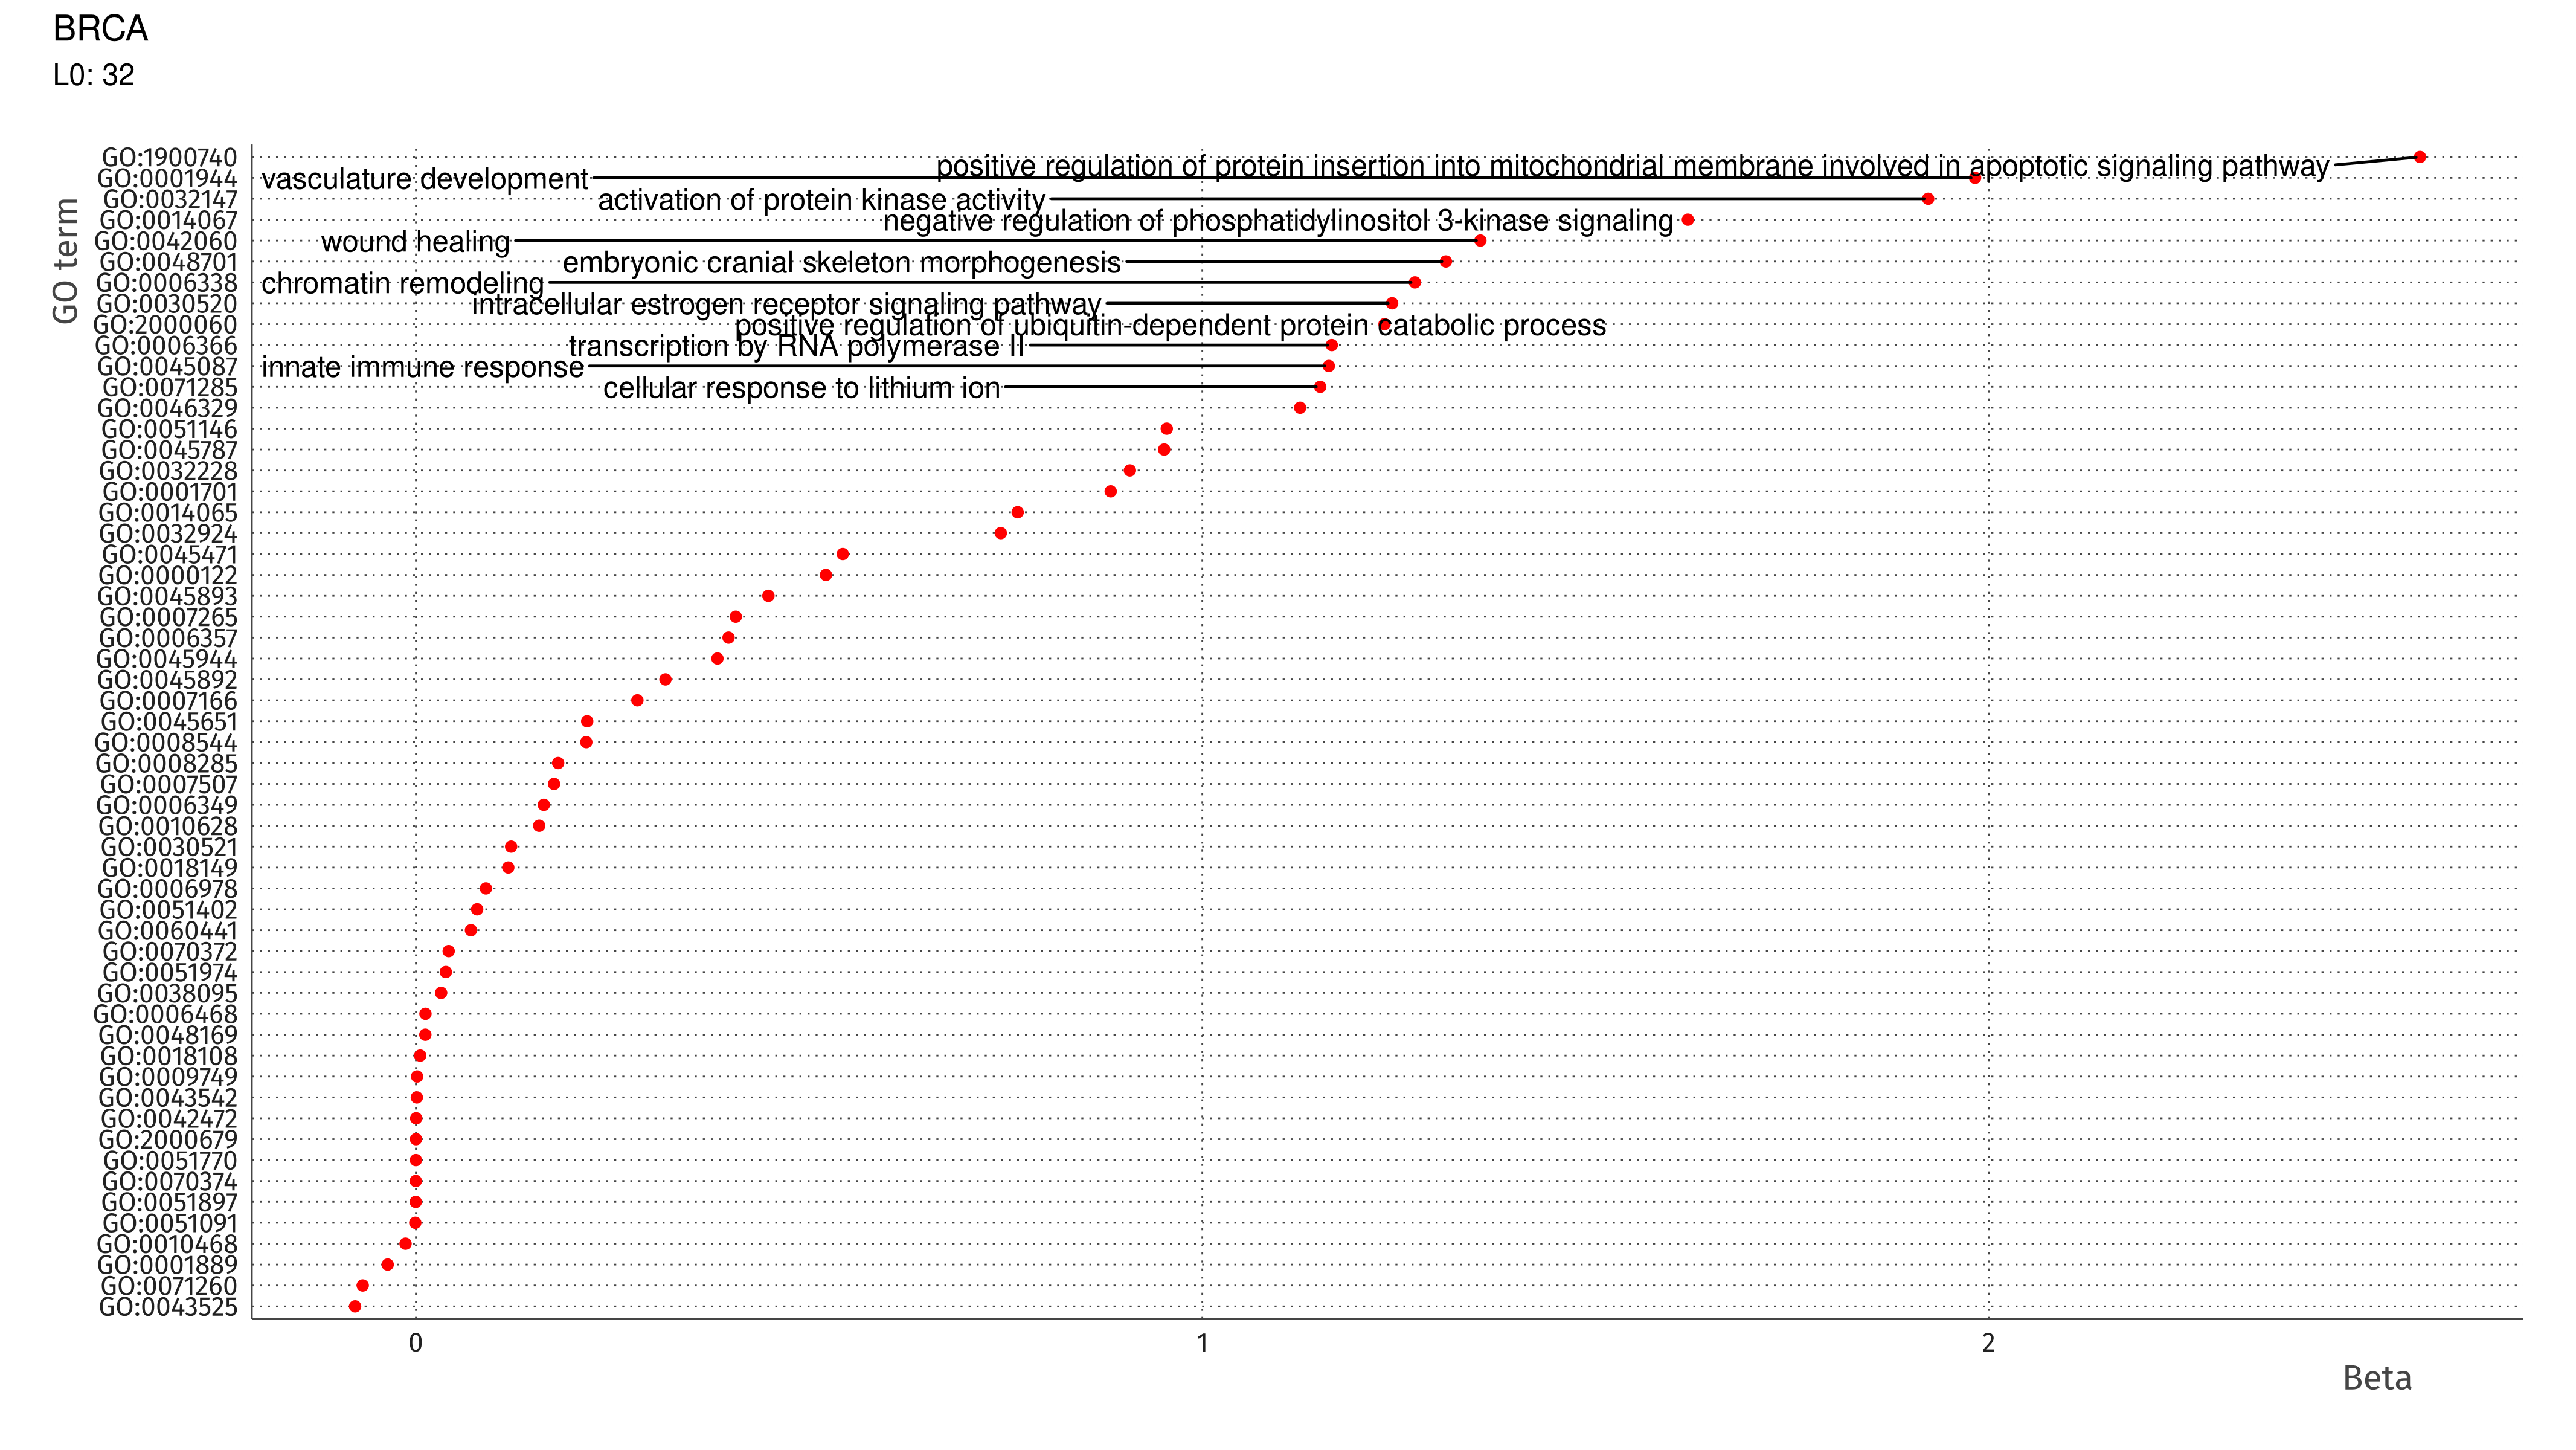 BRCA
L0: 32
GO term
GO:1900740
positive regulation of protein insertion into mitochondrial membrane involved in apoptotic signaling pathway
GO:0001944
vasculature development
GO:0032147
activation of protein kinase activity
GO:0014067
negative regulation of phosphatidylinositol 3-kinase signaling
GO:0042060
wound healing
GO:0048701
embryonic cranial skeleton morphogenesis
GO:0006338
chromatin remodeling
GO:0030520
intracellular estrogen receptor signaling pathway
GO:2000060
positive regulation of ubiquitin-dependent protein catabolic process
GO:0006366
transcription by RNA polymerase II
GO:0045087
innate immune response
GO:0071285
cellular response to lithium ion
GO:0046329
GO:0051146
GO:0045787
GO:0032228
GO:0001701
GO:0014065
GO:0032924
GO:0045471
GO:0000122
GO:0045893
GO:0007265
GO:0006357
GO:0045944
GO:0045892
GO:0007166
GO:0045651
GO:0008544
GO:0008285
GO:0007507
GO:0006349
GO:0010628
GO:0030521
GO:0018149
GO:0006978
GO:0051402
GO:0060441
GO:0070372
GO:0051974
GO:0038095
GO:0006468
GO:0048169
GO:0018108
GO:0009749
GO:0043542
GO:0042472
GO:2000679
GO:0051770
GO:0070374
GO:0051897
GO:0051091
GO:0010468
GO:0001889
GO:0071260
GO:0043525
0 1 2
Beta